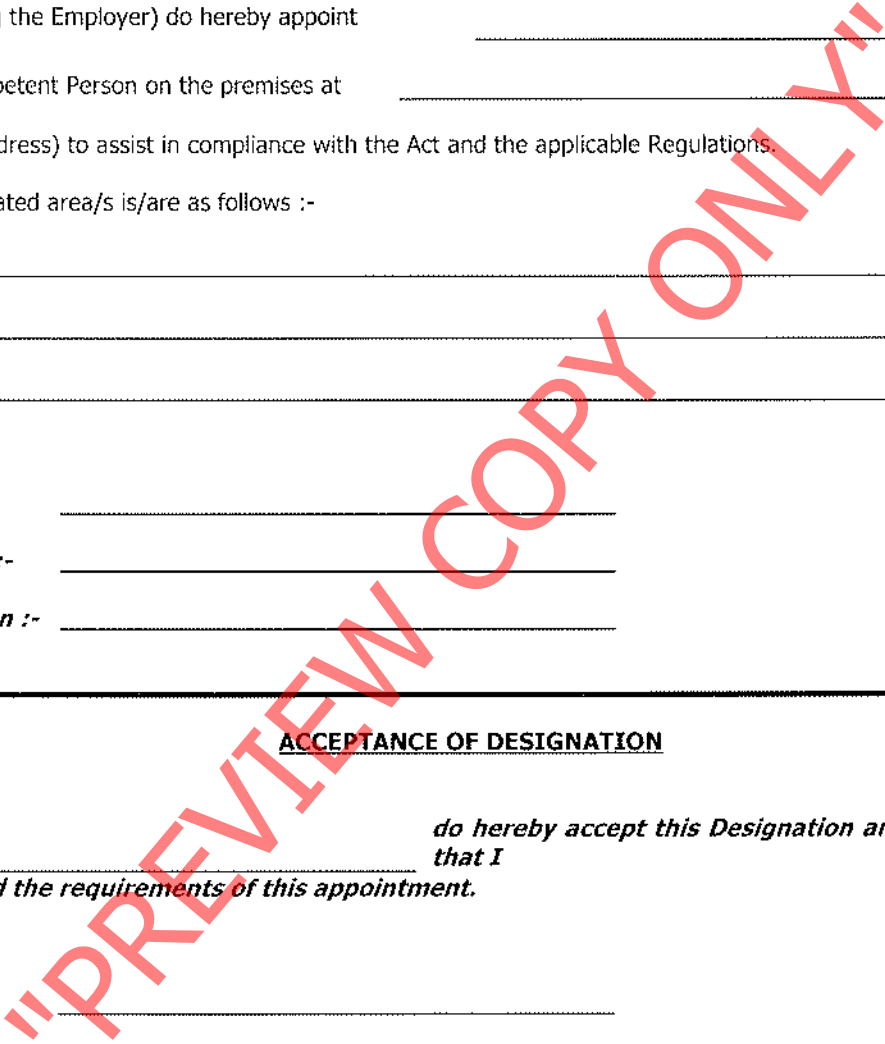 the Employer) do hereby appoint
petent Person on the premises at
dress) to assist in compliance with the Act and the applicable Regulations.
ated area/s is/are as follows :-
:-
n :-
ACCEPTANCE OF DESIGNATION
do hereby accept this Designation an
that I
d the requirements of this appointment.
"PREVIEW COPY ONLY"